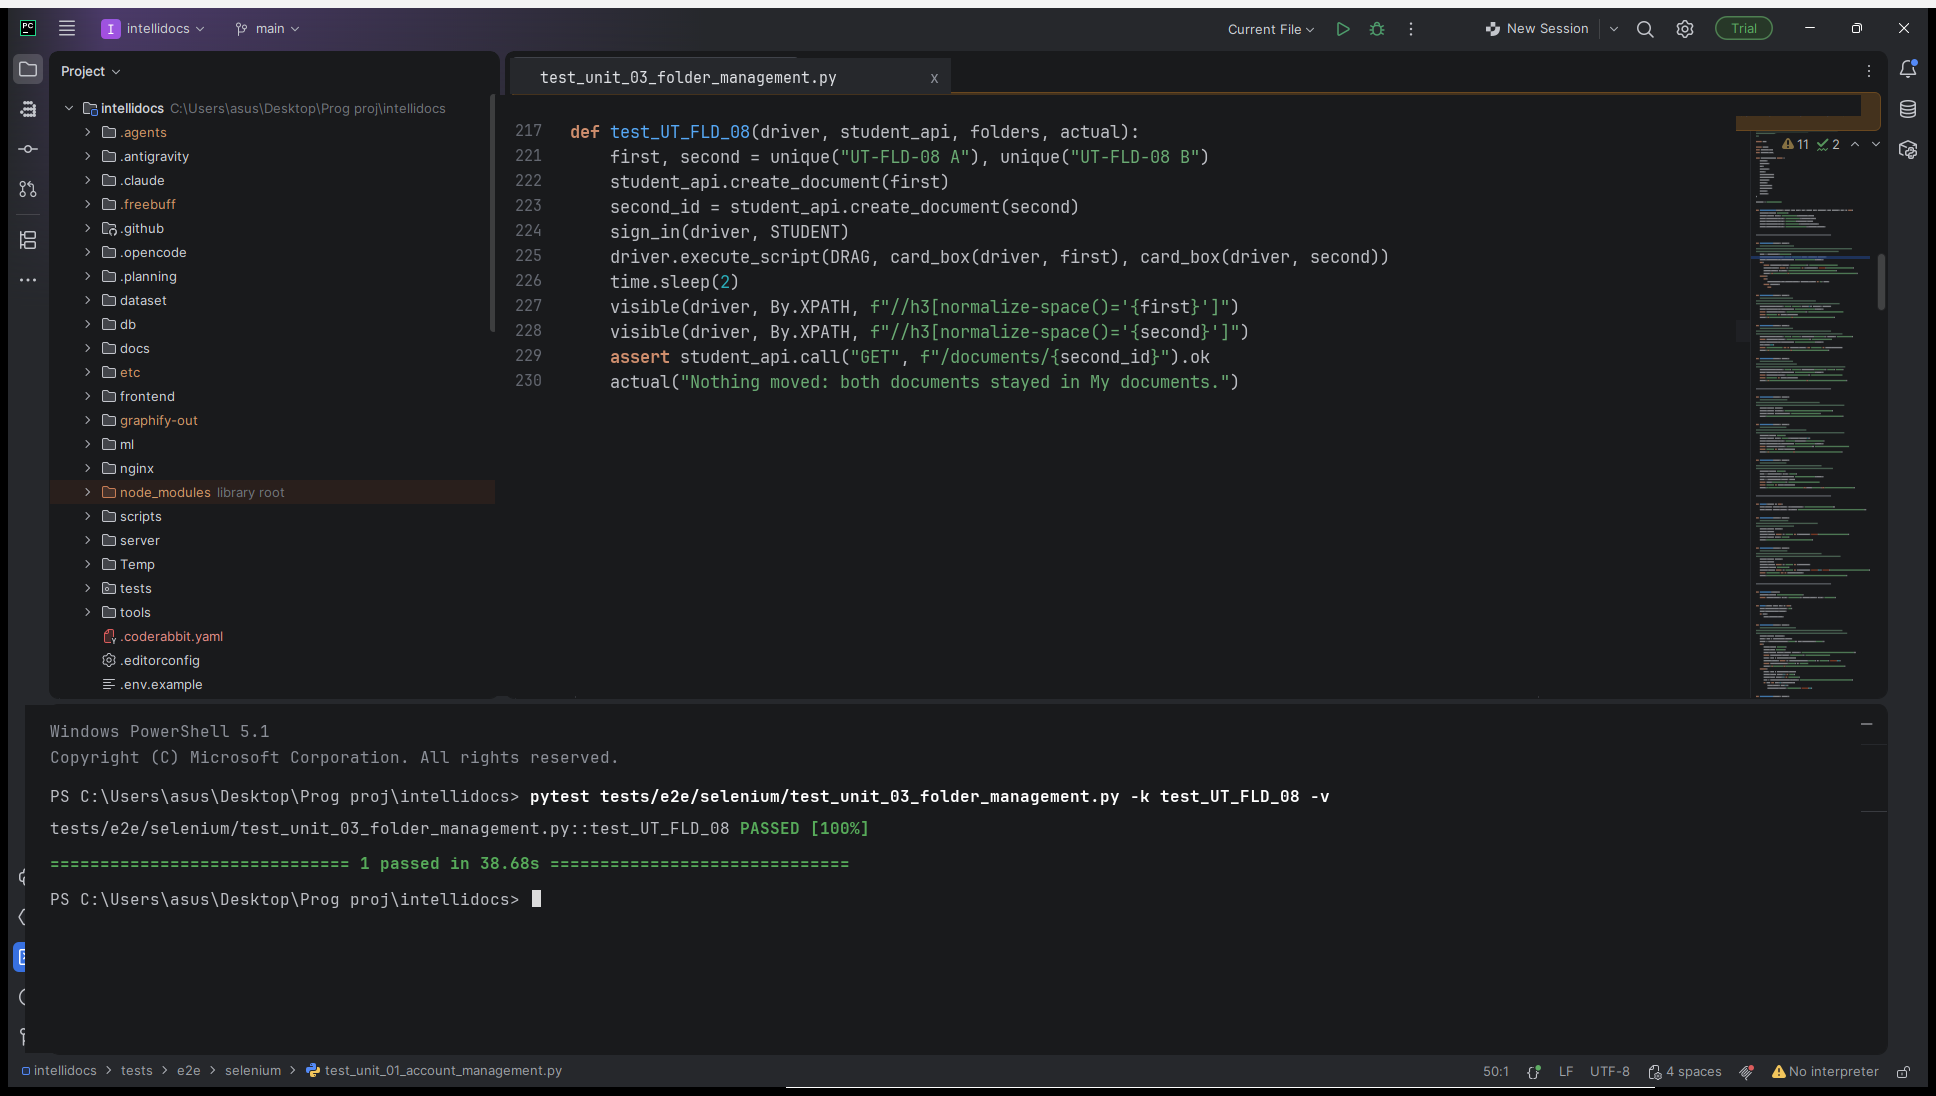 PC
I intellidocs
main
Current File
New Session
Trial
Project
test_unit_03_folder_management.py x
intellidocs C:\Users\asus\Desktop\Prog proj\intellidocs
.agents
.antigravity
.claude
.freebuff
.github
.opencode
.planning
dataset
db
docs
etc
frontend
graphify-out
ml
nginx
node_modules library root
scripts
server
Temp
tests
tools
.coderabbit.yaml
.editorconfig
.env.example
11 2
217 def test_UT_FLD_08(driver, student_api, folders, actual):
221 first, second = unique("UT-FLD-08 A"), unique("UT-FLD-08 B")
222 student_api.create_document(first)
223 second_id = student_api.create_document(second)
224 sign_in(driver, STUDENT)
225 driver.execute_script(DRAG, card_box(driver, first), card_box(driver, second))
226 time.sleep(2)
227 visible(driver, By.XPATH, f"//h3[normalize-space()='{first}']")
228 visible(driver, By.XPATH, f"//h3[normalize-space()='{second}']")
229 assert student_api.call("GET", f"/documents/{second_id}").ok
230 actual("Nothing moved: both documents stayed in My documents.")
Windows PowerShell 5.1
Copyright (C) Microsoft Corporation. All rights reserved.
PS C:\Users\asus\Desktop\Prog proj\intellidocs> pytest tests/e2e/selenium/test_unit_03_folder_management.py -k test_UT_FLD_08 -v
tests/e2e/selenium/test_unit_03_folder_management.py::test_UT_FLD_08 PASSED [100%]
============================== 1 passed in 38.68s ==============================
PS C:\Users\asus\Desktop\Prog proj\intellidocs>
intellidocs > tests > e2e > selenium > test_unit_01_account_management.py
50:1 LF UTF-8 4 spaces No interpreter